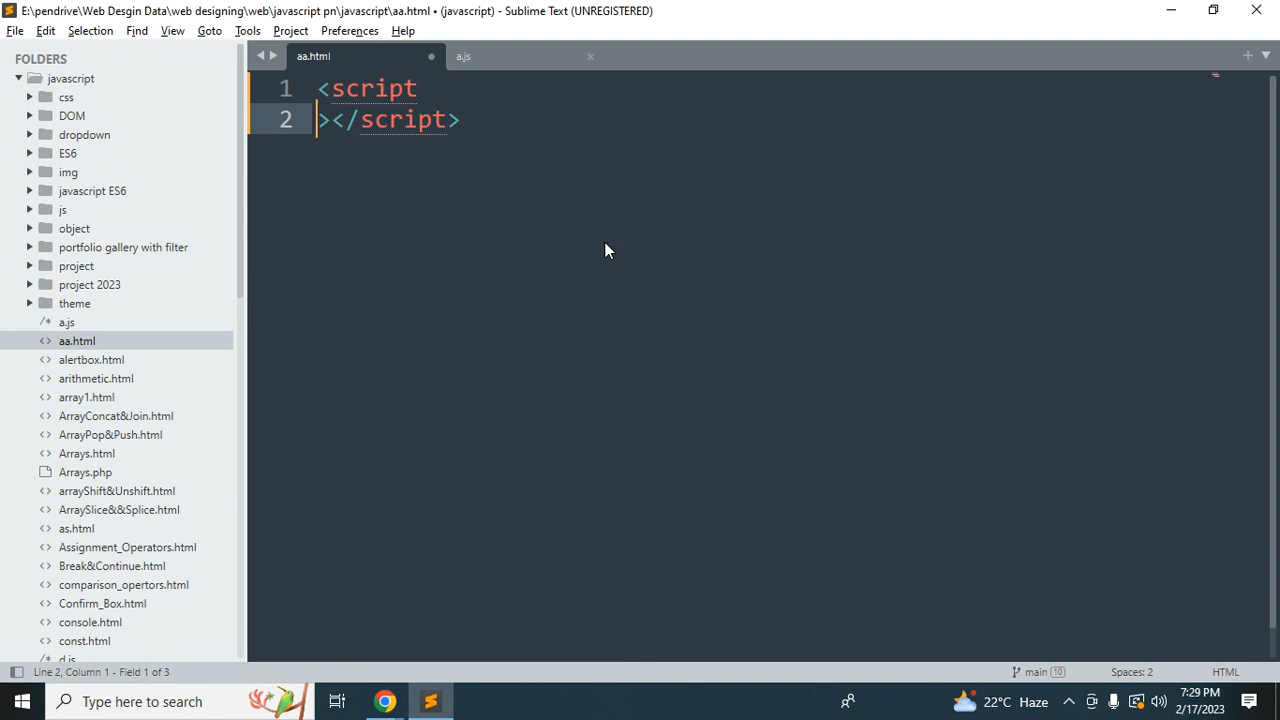 E:\pendrive\Web Desgin Data\web designing\web\javascript pn\javascript\aa.html • (javascript) - Sublime Text (UNREGISTERED)
File Edit Selection Find View Goto Tools Project Preferences Help
FOLDERS
javascript
css
DOM
dropdown
ES6
img
javascript ES6
js
object
portfolio gallery with filter
project
project 2023
theme
/* a.js
<> aa.html
<> alertbox.html
<> arithmetic.html
<> array1.html
<> ArrayConcat&Join.html
<> ArrayPop&Push.html
<> Arrays.html
Arrays.php
<> arrayShift&Unshift.html
<> ArraySlice&&Splice.html
<> as.html
<> Assignment_Operators.html
<> Break&Continue.html
<> comparison_opertors.html
<> Confirm_Box.html
<> console.html
<> const.html
/* d.js
aa.html a.js
1 <script
2 ></script>
Line 2, Column 1 - Field 1 of 3 main 10 Spaces: 2 HTML
Type here to search 22°C Haze 7:29 PM
2/17/2023